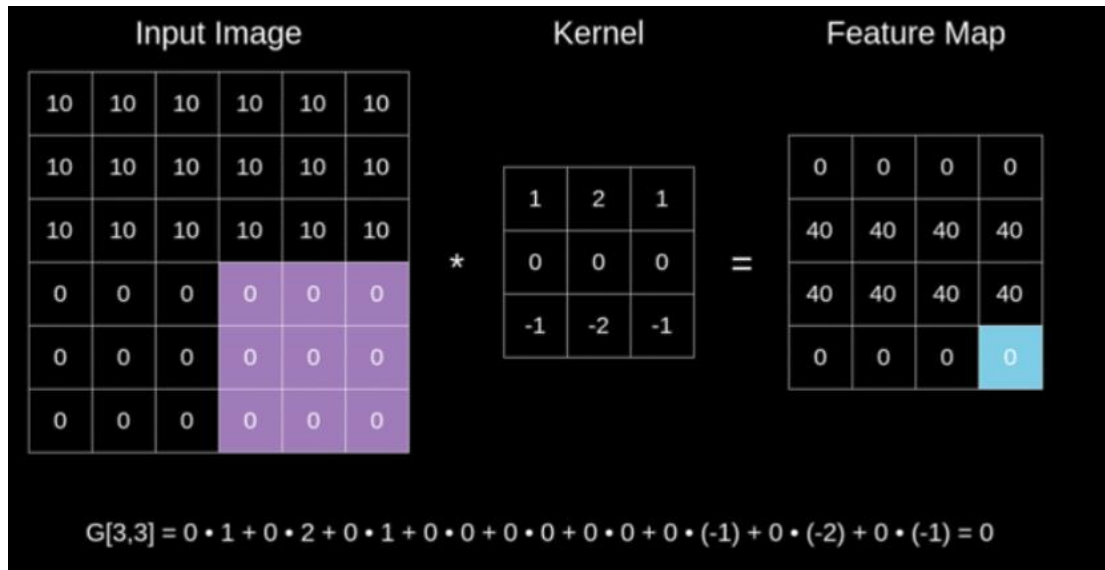 Input Image Kernel Feature Map
10 10 10 10 10 10
10 10 10 10 10 10
10 10 10 10 10 10
0 0 0 0 0 0
0 0 0 0 0 0
0 0 0 0 0 0
*
1 2 1
0 0 0
-1 -2 -1
=
0 0 0 0
40 40 40 40
40 40 40 40
0 0 0 0
G[3,3] = 0 • 1 + 0 • 2 + 0 • 1 + 0 • 0 + 0 • 0 + 0 • 0 + 0 • (-1) + 0 • (-2) + 0 • (-1) = 0